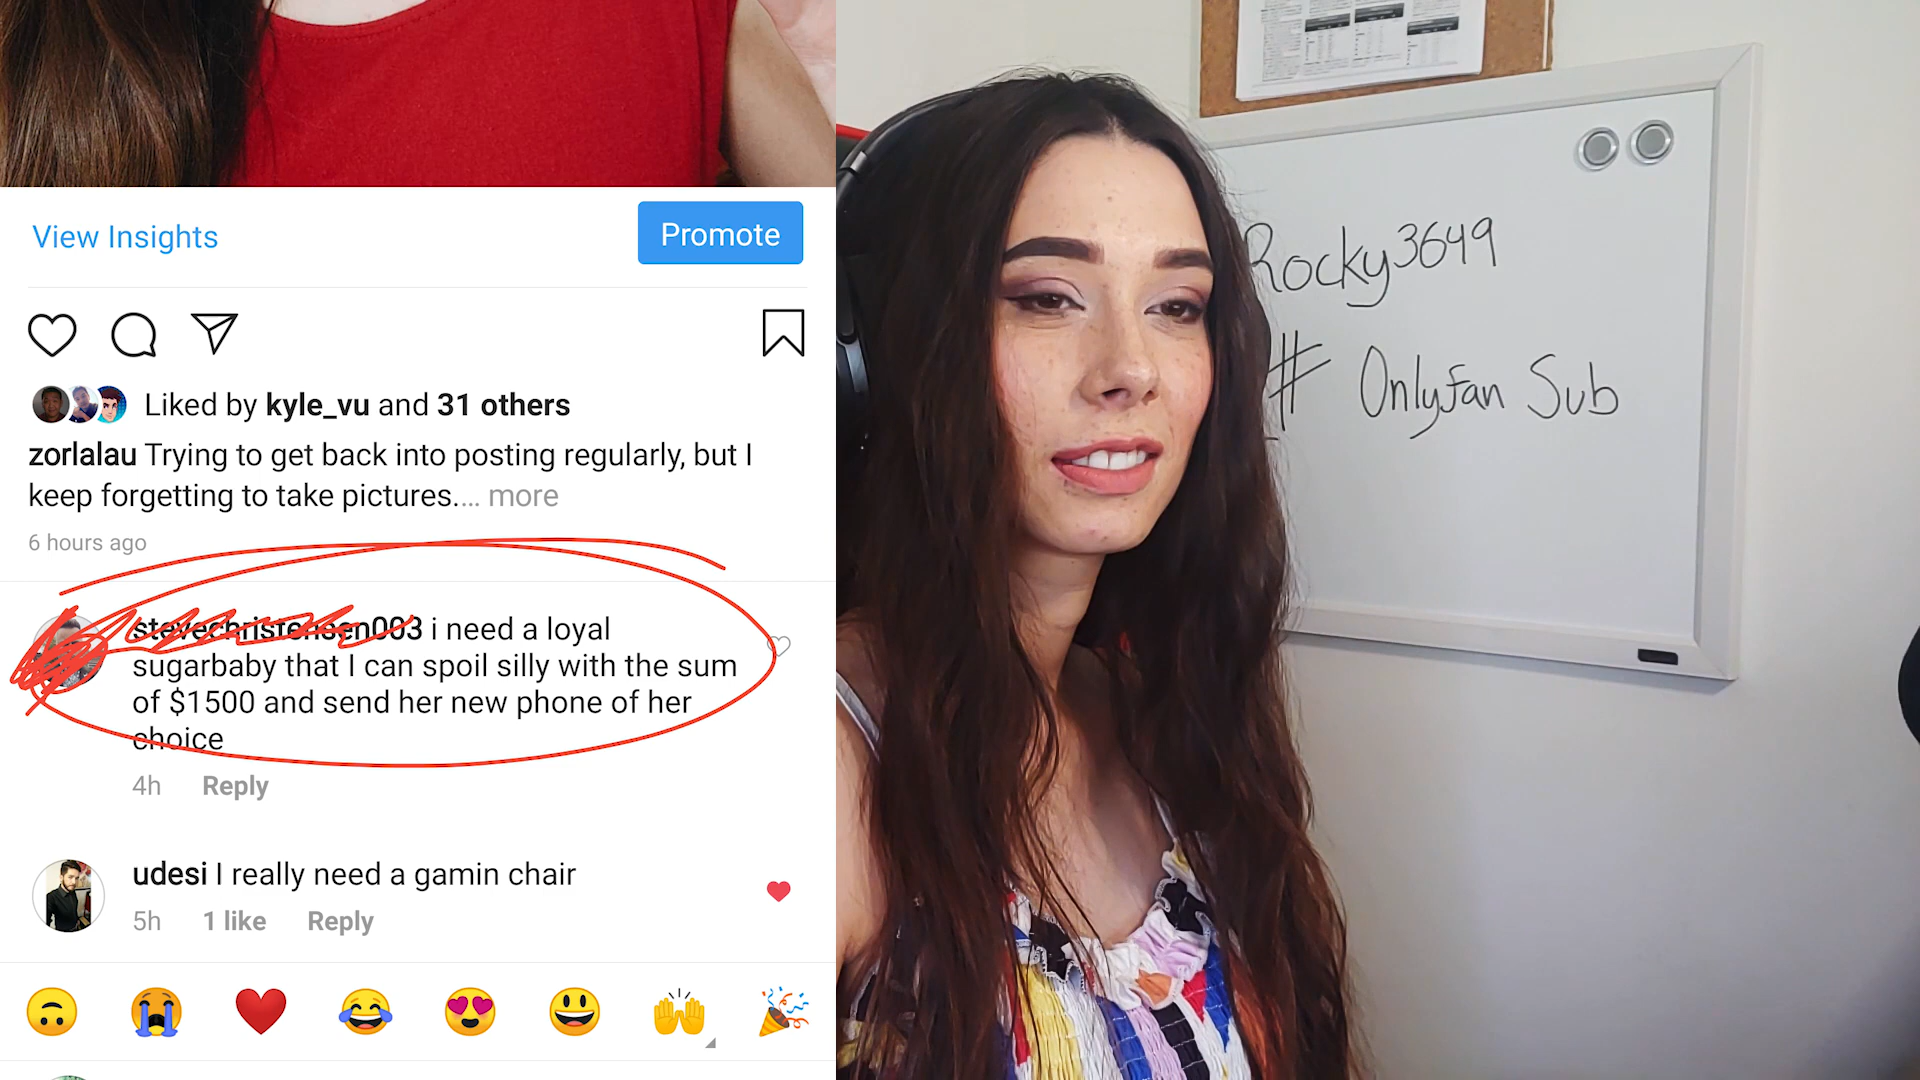 View Insights
Promote
Liked by kyle_vu and 31 others
zorlalau Trying to get back into posting regularly, but I
keep forgetting to take pictures.... more
6 hours ago
stevechristensen003 i need a loyal
sugarbaby that I can spoil silly with the sum
of $1500 and send her new phone of her
choice
4h Reply
udesi I really need a gamin chair
5h 1 like Reply
Rocky3649
# Onlyfan Sub